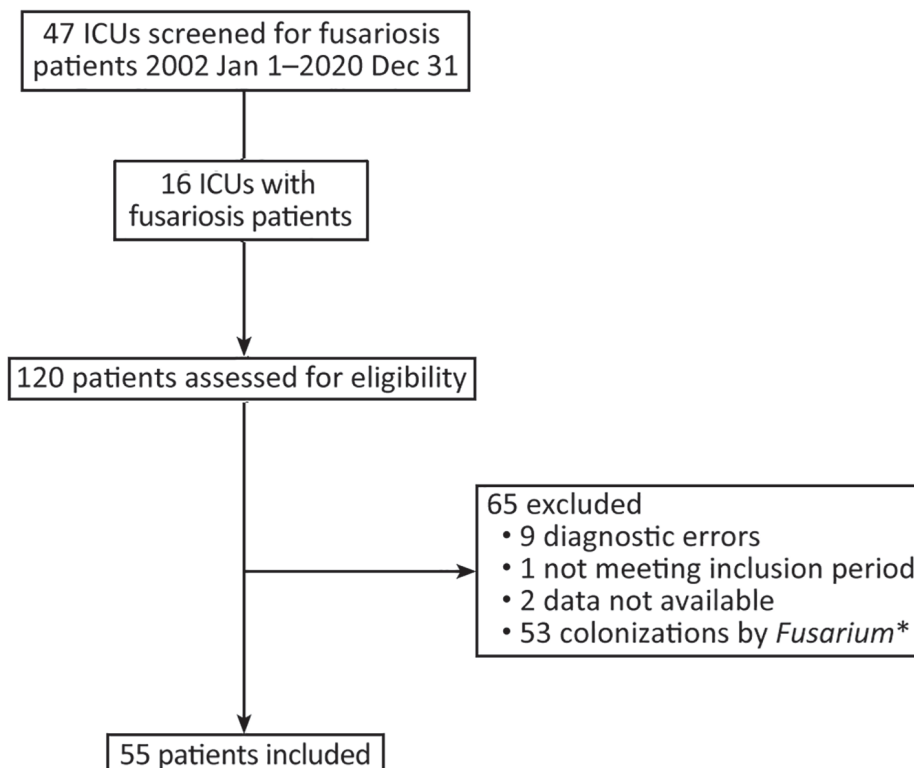 47 ICUs screened for fusariosis
patients 2002 Jan 1–2020 Dec 31
16 ICUs with
fusariosis patients
120 patients assessed for eligibility
65 excluded
• 9 diagnostic errors
• 1 not meeting inclusion period
• 2 data not available
• 53 colonizations by Fusarium*
55 patients included